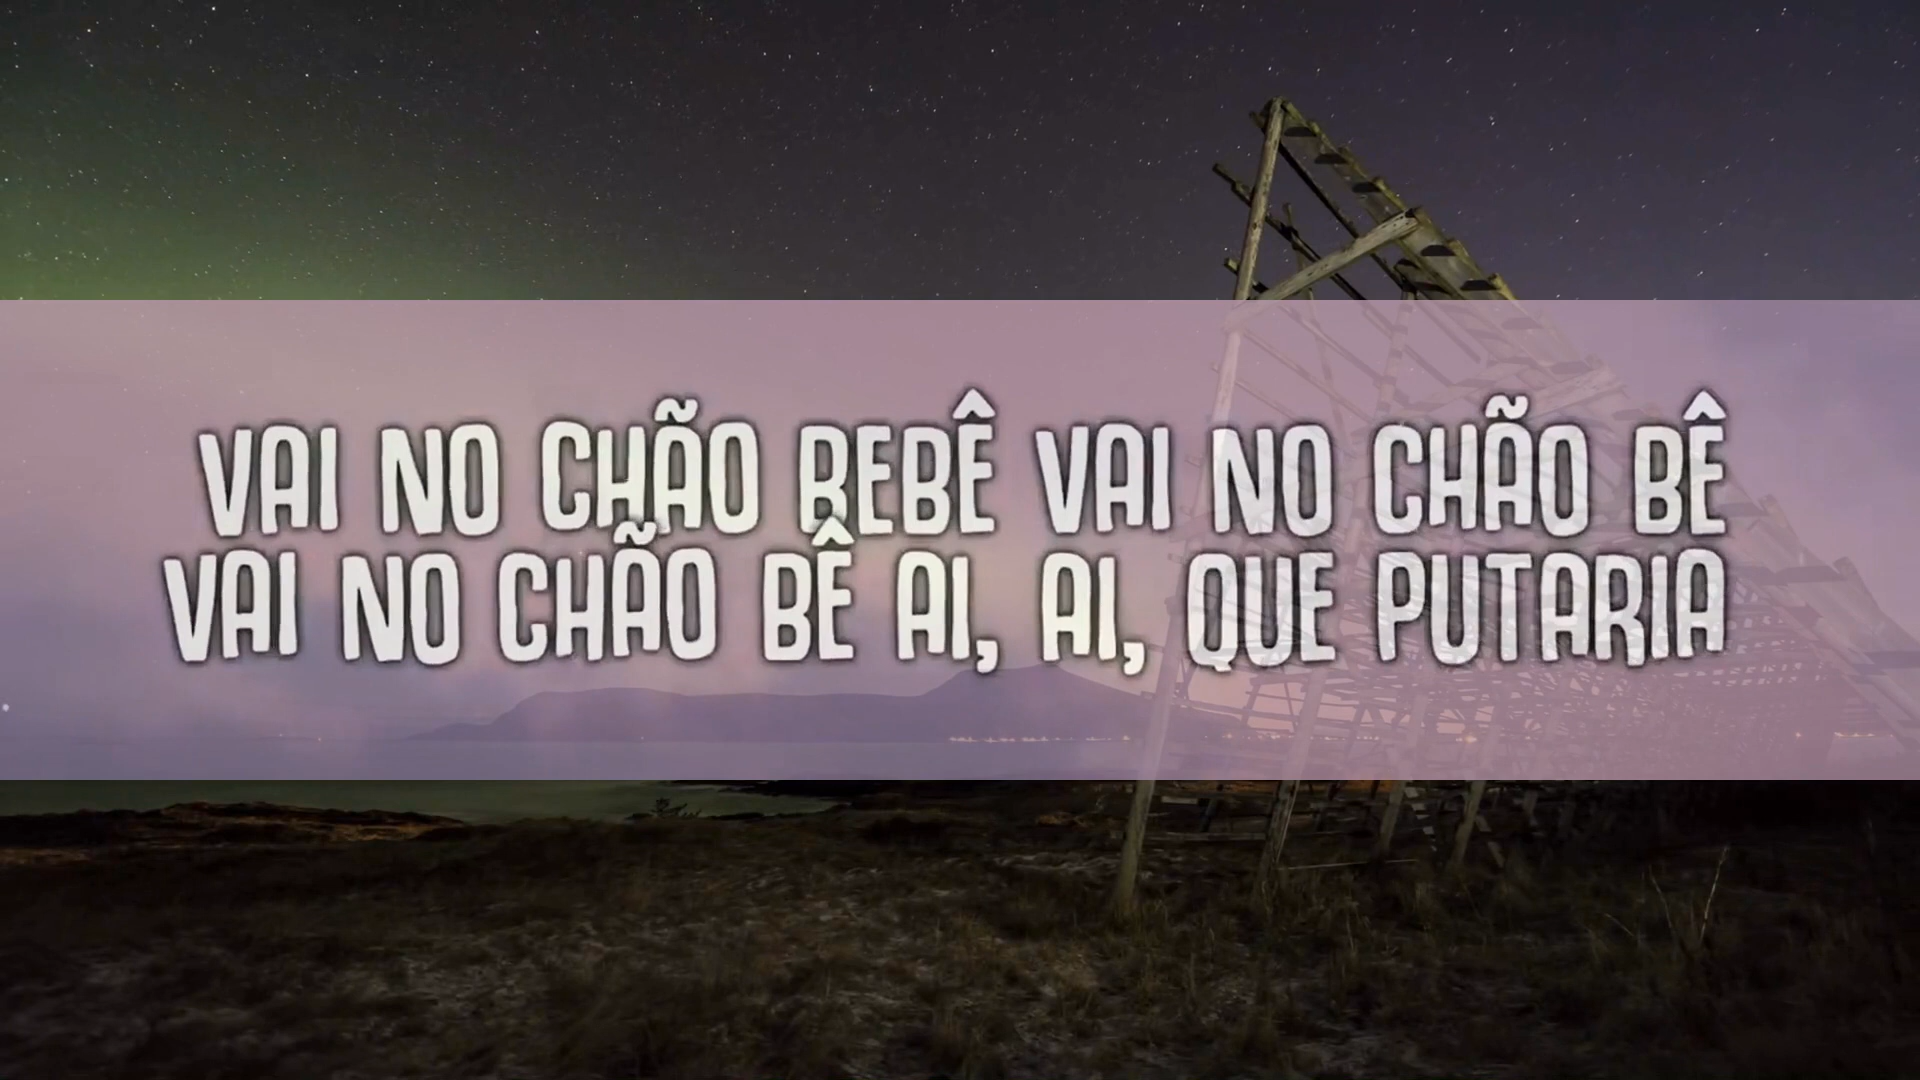 VAI NO CHÃO BEBÊ VAI NO CHÃO BÊ
VAI NO CHÃO BÊ AI, AI, QUE PUTARIA